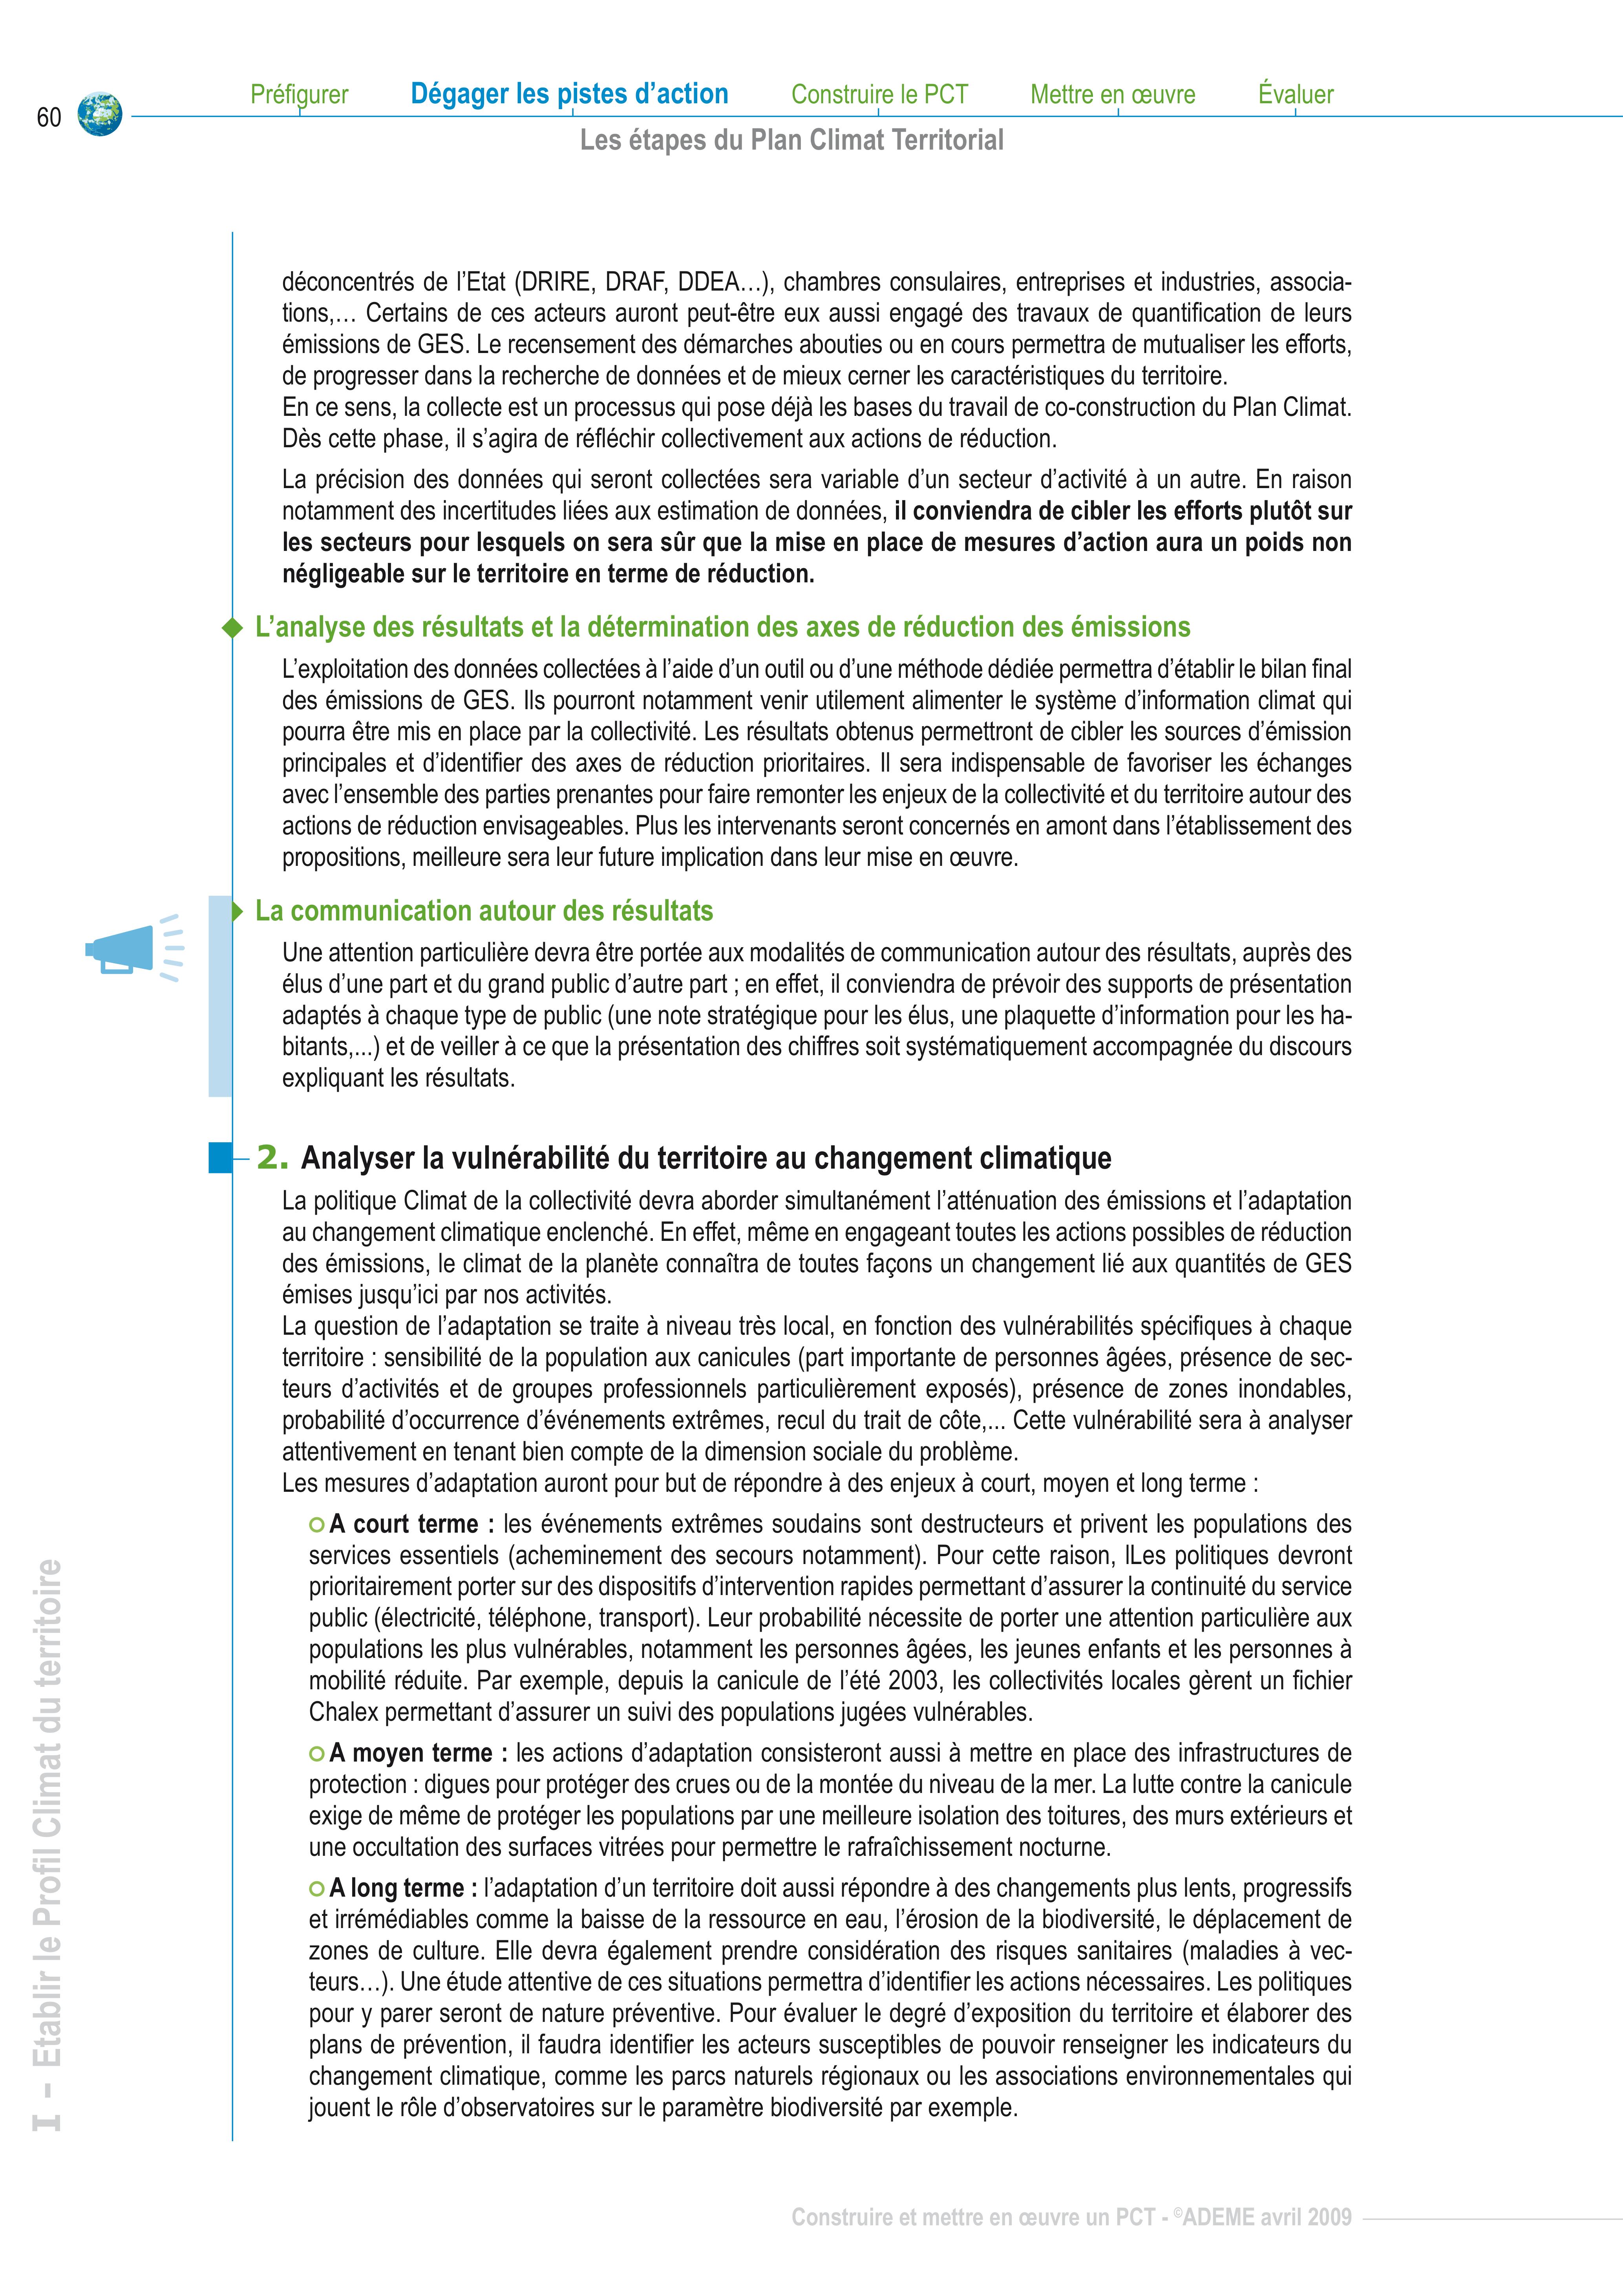 60
Préfigurer Dégager les pistes d’action Construire le PCT Mettre en œuvre Évaluer
Les étapes du Plan Climat Territorial
déconcentrés de l’Etat (DRIRE, DRAF, DDEA…), chambres consulaires, entreprises et industries, associa-
tions,… Certains de ces acteurs auront peut-être eux aussi engagé des travaux de quantification de leurs
émissions de GES. Le recensement des démarches abouties ou en cours permettra de mutualiser les efforts,
de progresser dans la recherche de données et de mieux cerner les caractéristiques du territoire.
En ce sens, la collecte est un processus qui pose déjà les bases du travail de co-construction du Plan Climat.
Dès cette phase, il s’agira de réfléchir collectivement aux actions de réduction.
La précision des données qui seront collectées sera variable d’un secteur d’activité à un autre. En raison
notamment des incertitudes liées aux estimation de données, il conviendra de cibler les efforts plutôt sur
les secteurs pour lesquels on sera sûr que la mise en place de mesures d’action aura un poids non
négligeable sur le territoire en terme de réduction.
L’analyse des résultats et la détermination des axes de réduction des émissions
L’exploitation des données collectées à l’aide d’un outil ou d’une méthode dédiée permettra d’établir le bilan final
des émissions de GES. Ils pourront notamment venir utilement alimenter le système d’information climat qui
pourra être mis en place par la collectivité. Les résultats obtenus permettront de cibler les sources d’émission
principales et d’identifier des axes de réduction prioritaires. Il sera indispensable de favoriser les échanges
avec l’ensemble des parties prenantes pour faire remonter les enjeux de la collectivité et du territoire autour des
actions de réduction envisageables. Plus les intervenants seront concernés en amont dans l’établissement des
propositions, meilleure sera leur future implication dans leur mise en œuvre.
La communication autour des résultats
Une attention particulière devra être portée aux modalités de communication autour des résultats, auprès des
élus d’une part et du grand public d’autre part ; en effet, il conviendra de prévoir des supports de présentation
adaptés à chaque type de public (une note stratégique pour les élus, une plaquette d’information pour les ha-
bitants,...) et de veiller à ce que la présentation des chiffres soit systématiquement accompagnée du discours
expliquant les résultats.
2. Analyser la vulnérabilité du territoire au changement climatique
La politique Climat de la collectivité devra aborder simultanément l’atténuation des émissions et l’adaptation
au changement climatique enclenché. En effet, même en engageant toutes les actions possibles de réduction
des émissions, le climat de la planète connaîtra de toutes façons un changement lié aux quantités de GES
émises jusqu’ici par nos activités.
La question de l’adaptation se traite à niveau très local, en fonction des vulnérabilités spécifiques à chaque
territoire : sensibilité de la population aux canicules (part importante de personnes âgées, présence de sec-
teurs d’activités et de groupes professionnels particulièrement exposés), présence de zones inondables,
probabilité d’occurrence d’événements extrêmes, recul du trait de côte,... Cette vulnérabilité sera à analyser
attentivement en tenant bien compte de la dimension sociale du problème.
Les mesures d’adaptation auront pour but de répondre à des enjeux à court, moyen et long terme :
A court terme : les événements extrêmes soudains sont destructeurs et privent les populations des
services essentiels (acheminement des secours notamment). Pour cette raison, lLes politiques devront
prioritairement porter sur des dispositifs d’intervention rapides permettant d’assurer la continuité du service
public (électricité, téléphone, transport). Leur probabilité nécessite de porter une attention particulière aux
populations les plus vulnérables, notamment les personnes âgées, les jeunes enfants et les personnes à
mobilité réduite. Par exemple, depuis la canicule de l’été 2003, les collectivités locales gèrent un fichier
Chalex permettant d’assurer un suivi des populations jugées vulnérables.
A moyen terme : les actions d’adaptation consisteront aussi à mettre en place des infrastructures de
protection : digues pour protéger des crues ou de la montée du niveau de la mer. La lutte contre la canicule
exige de même de protéger les populations par une meilleure isolation des toitures, des murs extérieurs et
une occultation des surfaces vitrées pour permettre le rafraîchissement nocturne.
A long terme : l’adaptation d’un territoire doit aussi répondre à des changements plus lents, progressifs
et irrémédiables comme la baisse de la ressource en eau, l’érosion de la biodiversité, le déplacement de
zones de culture. Elle devra également prendre considération des risques sanitaires (maladies à vec-
teurs…). Une étude attentive de ces situations permettra d’identifier les actions nécessaires. Les politiques
pour y parer seront de nature préventive. Pour évaluer le degré d’exposition du territoire et élaborer des
plans de prévention, il faudra identifier les acteurs susceptibles de pouvoir renseigner les indicateurs du
changement climatique, comme les parcs naturels régionaux ou les associations environnementales qui
jouent le rôle d’observatoires sur le paramètre biodiversité par exemple.
I – Etablir le Profil Climat du territoire
Construire et mettre en œuvre un PCT - ©ADEME avril 2009